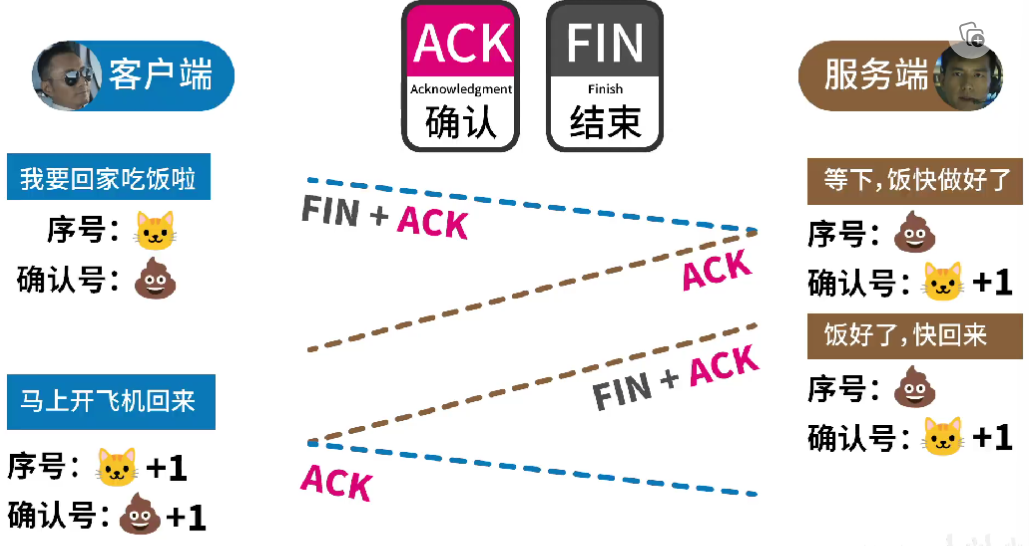 ACK
Acknowledgment
确认
FIN
Finish
结束
客户端
服务端
我要回家吃饭啦
序号：
确认号：
FIN + ACK
等下，饭快做好了
序号：
确认号： +1
ACK
饭好了，快回来
序号：
确认号： +1
FIN + ACK
马上开飞机回来
序号： +1
确认号： +1
ACK